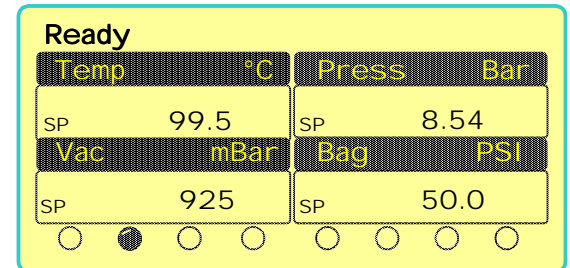 Ready
Temp °C Press Bar
SP 99.5 SP 8.54
Vac mBar Bag PSI
SP 925 SP 50.0